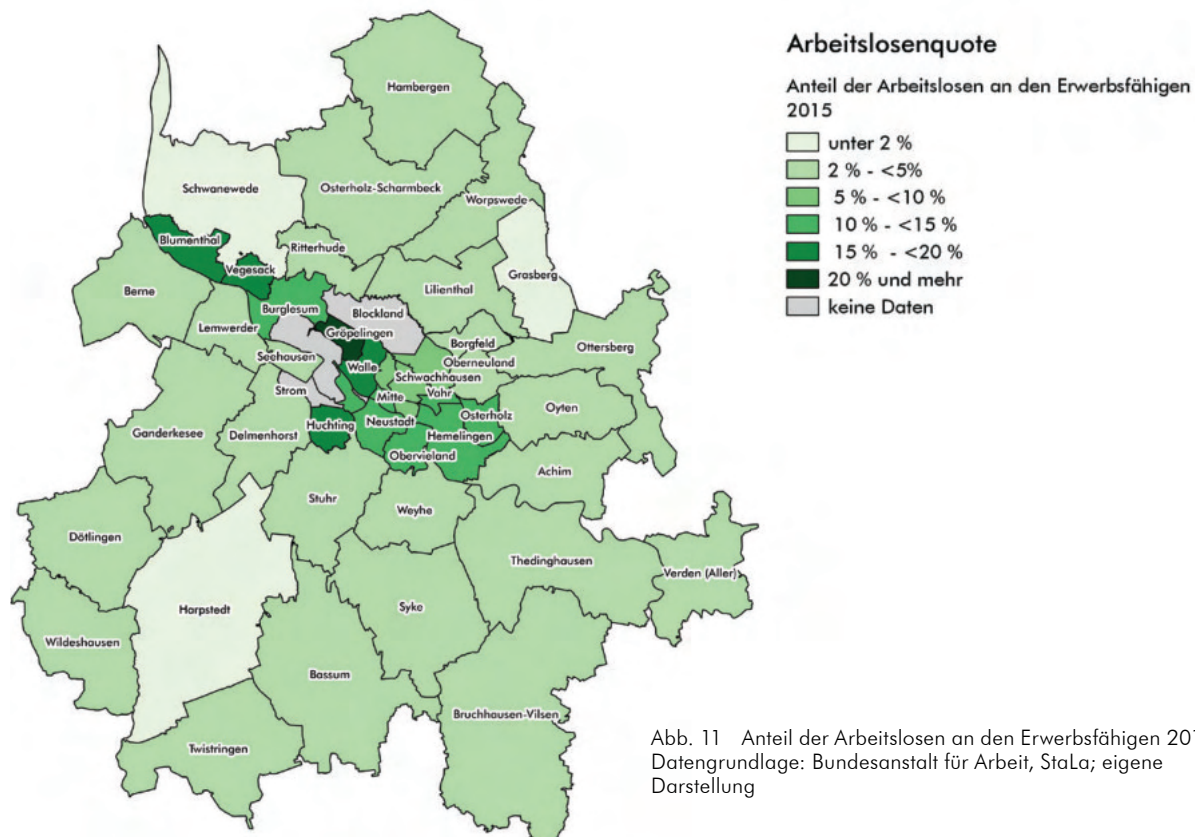 Arbeitslosenquote
Anteil der Arbeitslosen an den Erwerbsfähigen
2015
unter 2 %
2 % - <5%
5 % - <10 %
10 % - <15 %
15 % - <20 %
20 % und mehr
keine Daten
Hambergen
Schwanewede
Osterholz-Scharmbeck
Worpswede
Blumenthal
Ritterhude
Vegesack
Grasberg
Berne
Lilienthal
Burglesum
Blockland
Lemwerder
Gröpelingen
Borgfeld
Ottersberg
Seehausen
Oberneuland
Walle
Schwachhausen
Strom
Mitte
Vahr
Oyten
Osterholz
Huchting
Neustadt
Ganderkesee
Delmenhorst
Hemelingen
Obervieland
Achim
Stuhr
Weyhe
Dötlingen
Thedinghausen
Verden (Aller)
Harpstedt
Syke
Wildeshausen
Bassum
Bruchhausen-Vilsen
Twistringen
Abb. 11 Anteil der Arbeitslosen an den Erwerbsfähigen
Datengrundlage: Bundesanstalt für Arbeit, StaLa; eigene
Darstellung